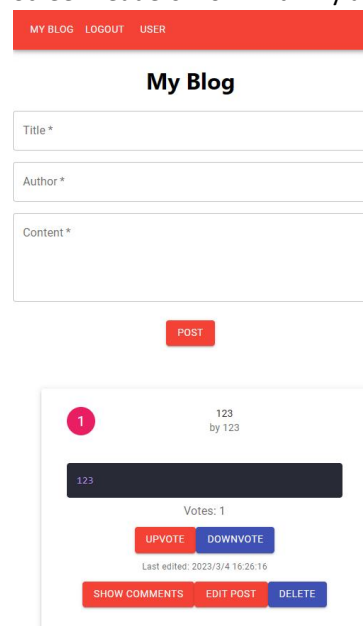 MY BLOG LOGOUT USER
My Blog
Title *
Author *
Content *
POST
1
123
by 123
123
Votes: 1
UPVOTE DOWNVOTE
Last edited: 2023/3/4 16:26:16
SHOW COMMENTS EDIT POST DELETE